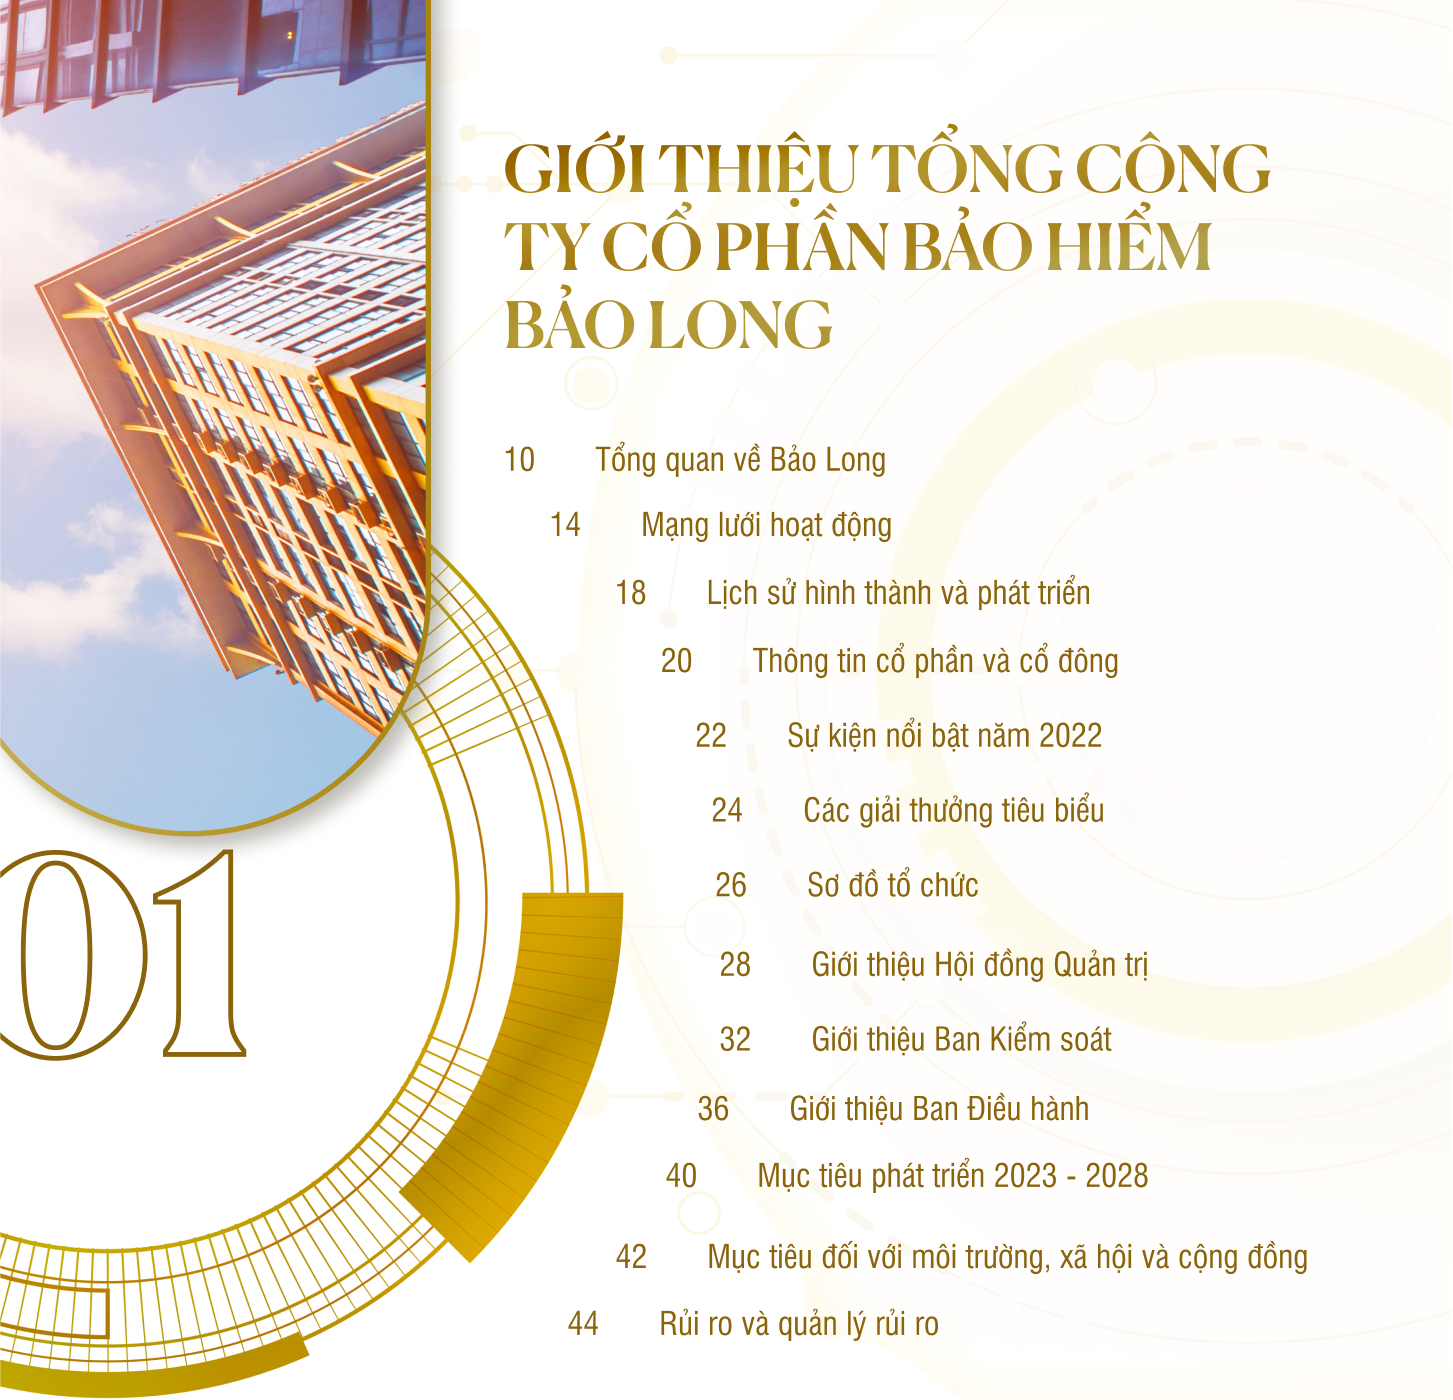 GIỚI THIỆU TỔNG CÔNG
TY CỔ PHẦN BẢO HIỂM
BẢO LONG
10 Tổng quan về Bảo Long
14 Mạng lưới hoạt động
18 Lịch sử hình thành và phát triển
20 Thông tin cổ phần và cổ đông
22 Sự kiện nổi bật năm 2022
24 Các giải thưởng tiêu biểu
26 Sơ đồ tổ chức
28 Giới thiệu Hội đồng Quản trị
32 Giới thiệu Ban Kiểm soát
36 Giới thiệu Ban Điều hành
40 Mục tiêu phát triển 2023 - 2028
42 Mục tiêu đối với môi trường, xã hội và cộng đồng
44 Rủi ro và quản lý rủi ro
01